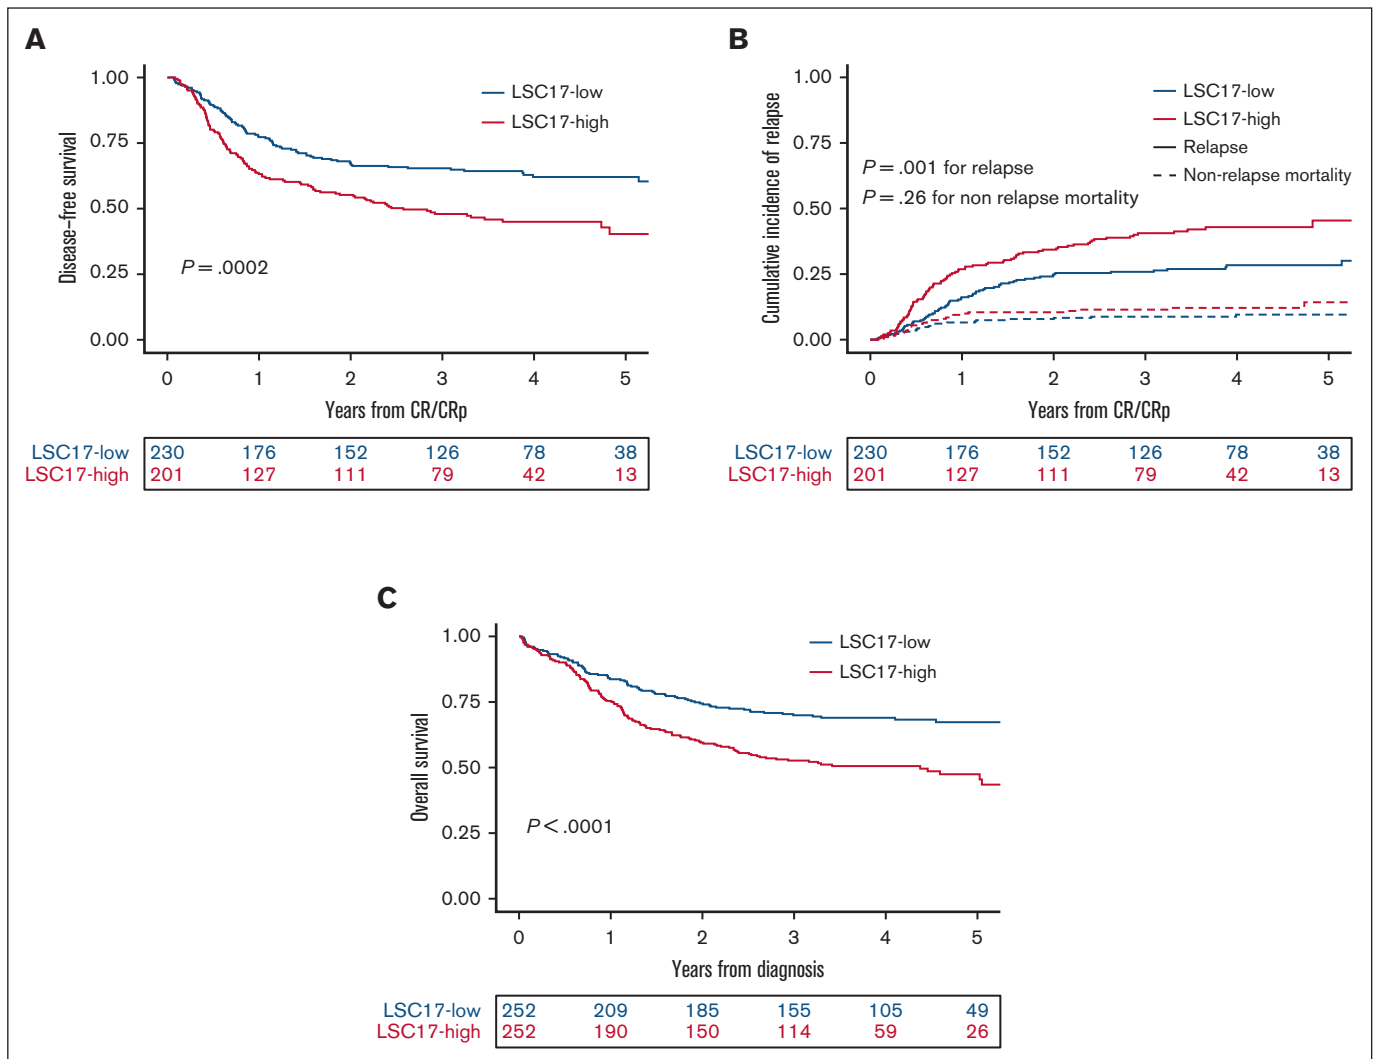 A
Disease-free survival
1.00
0.75
0.50
0.25
0.00
LSC17-low
LSC17-high
P = .0002
0 1 2 3 4 5
Years from CR/CRp
LSC17-low 230 176 152 126 78 38
LSC17-high 201 127 111 79 42 13
B
Cumulative incidence of relapse
1.00
0.75
0.50
0.25
0.00
LSC17-low
LSC17-high
Relapse
Non-relapse mortality
P = .001 for relapse
P = .26 for non relapse mortality
0 1 2 3 4 5
Years from CR/CRp
LSC17-low 230 176 152 126 78 38
LSC17-high 201 127 111 79 42 13
C
Overall survival
1.00
0.75
0.50
0.25
0.00
LSC17-low
LSC17-high
P < .0001
0 1 2 3 4 5
Years from diagnosis
LSC17-low 252 209 185 155 105 49
LSC17-high 252 190 150 114 59 26